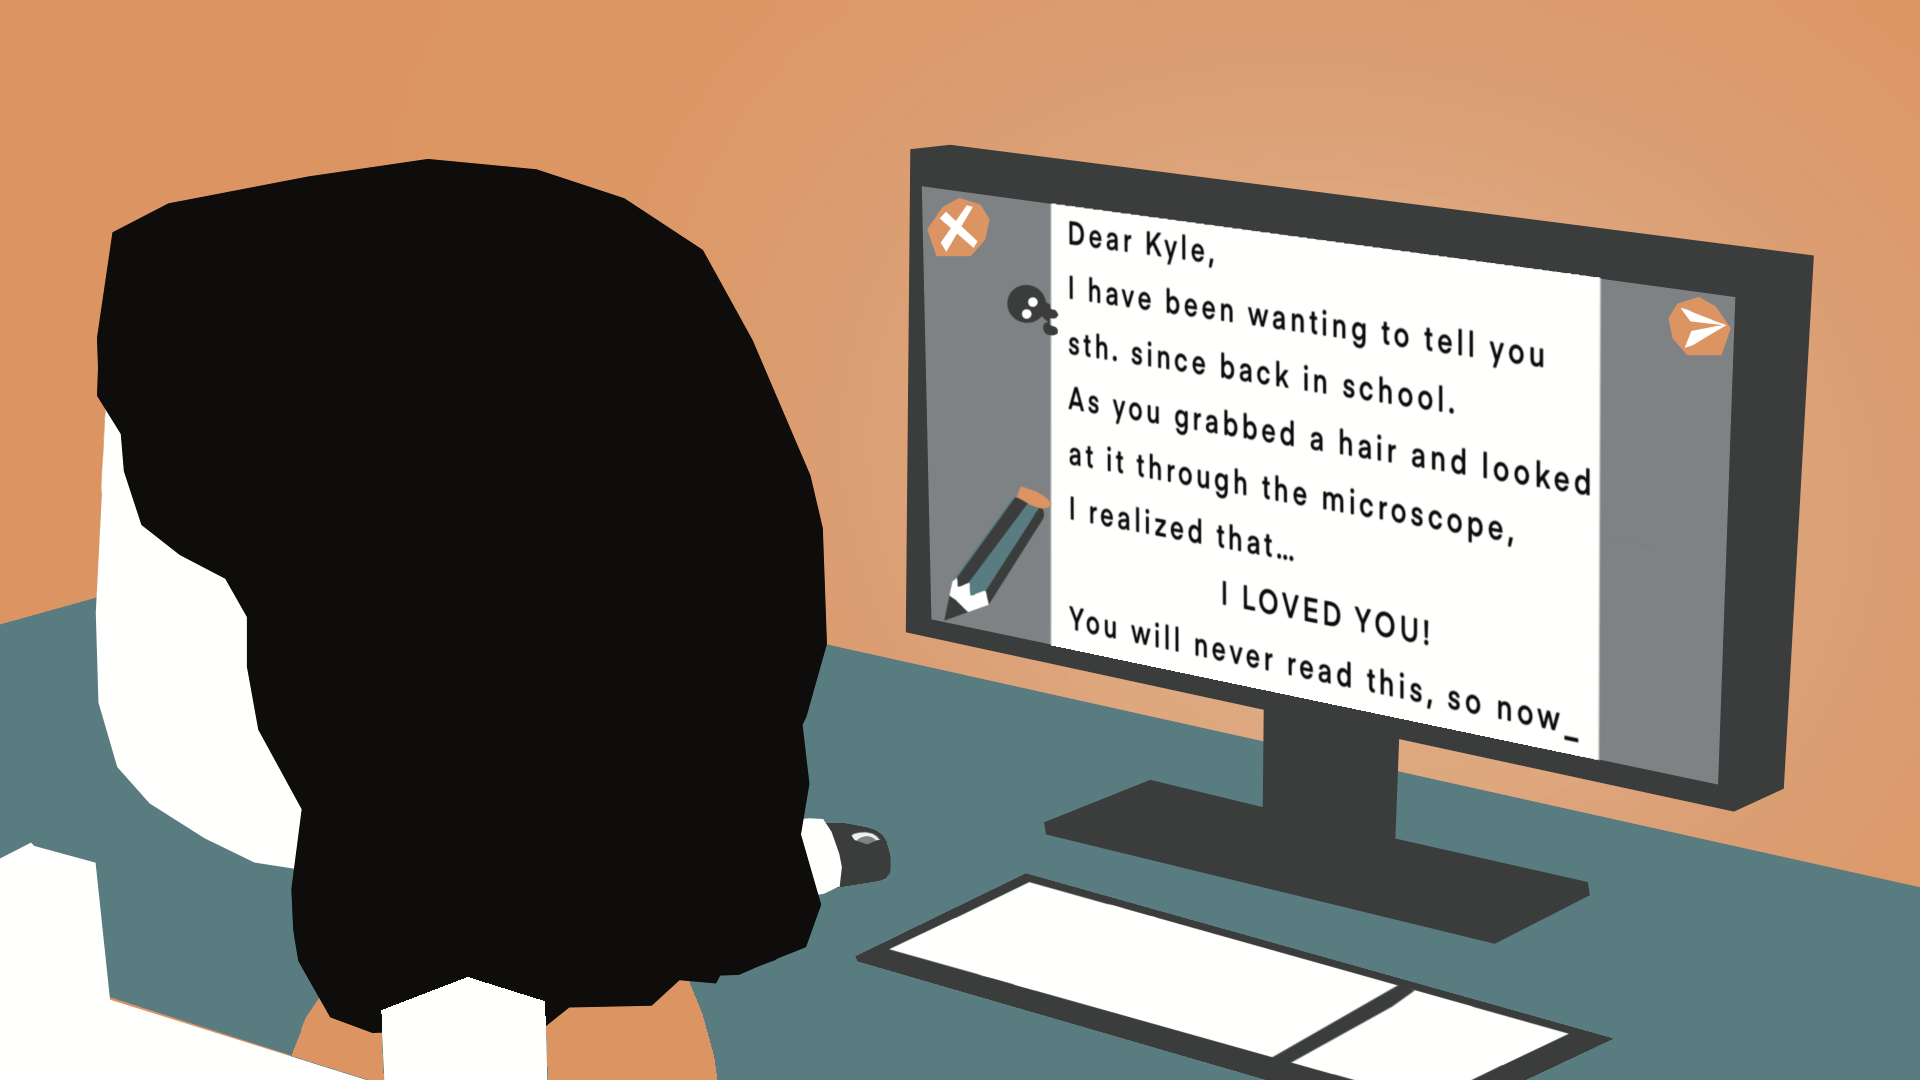 Dear Kyle,
I have been wanting to tell you
sth. since back in school.
As you grabbed a hair and looked
at it through the microscope,
I realized that...
I LOVED YOU!
You will never read this, so now_